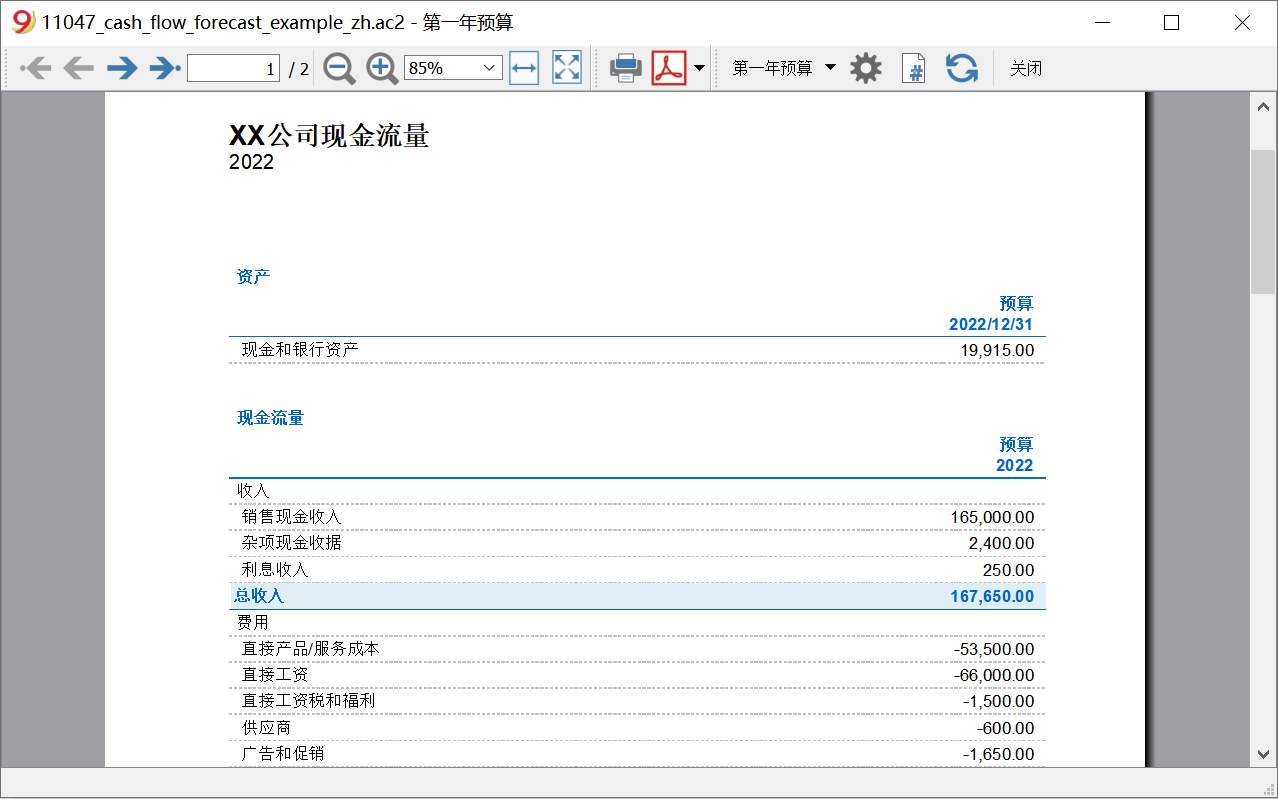 11047_cash_flow_forecast_example_zh.ac2 - 第一年预算
1 / 2 85% 第一年预算 # 关闭
XX公司现金流量
2022
资产
预算
2022/12/31
现金和银行资产 19,915.00
现金流量
预算
2022
收入
销售现金收入 165,000.00
杂项现金收据 2,400.00
利息收入 250.00
总收入 167,650.00
费用
直接产品/服务成本 -53,500.00
直接工资 -66,000.00
直接工资税和福利 -1,500.00
供应商 -600.00
广告和促销 -1,650.00